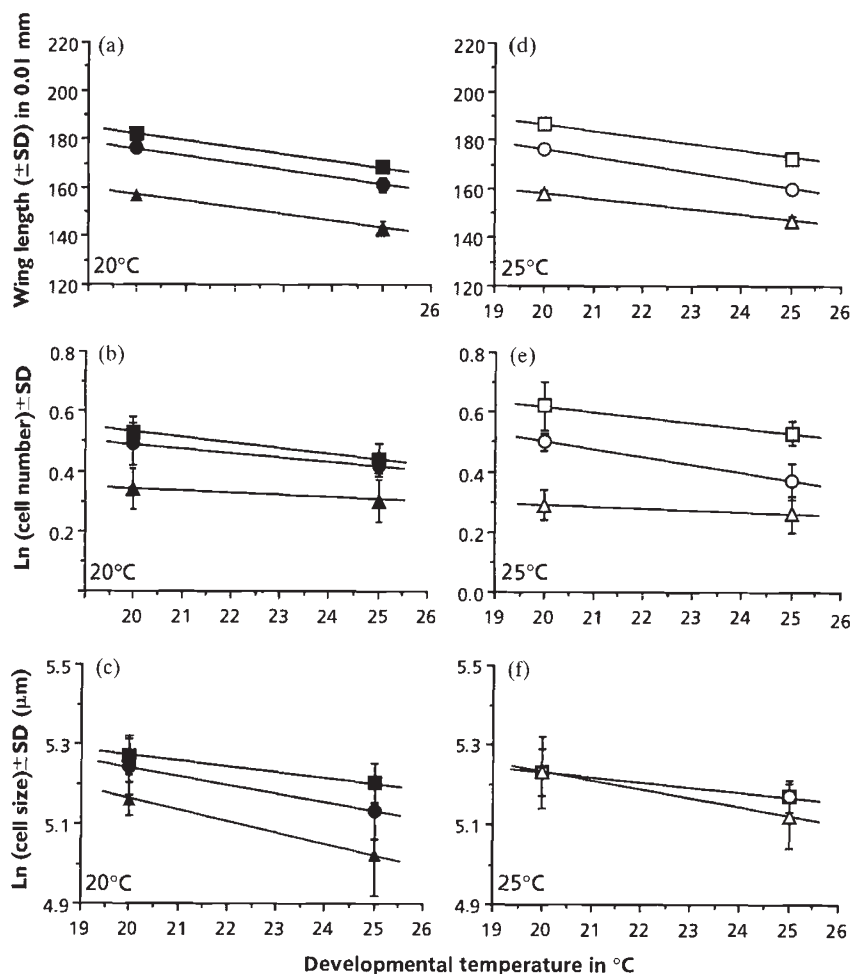 Wing length (±SD) in 0.01 mm
(a)
220
200
180
160
140
120
20°C
26
(d)
220
200
180
160
140
120
25°C
19 20 21 22 23 24 25 26
Ln (cell number)±SD
(b)
0.8
0.6
0.4
0.2
20°C
20 21 22 23 24 25 26
(e)
0.8
0.6
0.4
0.2
0.0
25°C
19 20 21 22 23 24 25 26
Ln (cell size)±SD (μm)
(c)
5.5
5.3
5.1
4.9
20°C
19 20 21 22 23 24 25 26
(f)
5.5
5.3
5.1
4.9
25°C
19 20 21 22 23 24 25 26
Developmental temperature in °C